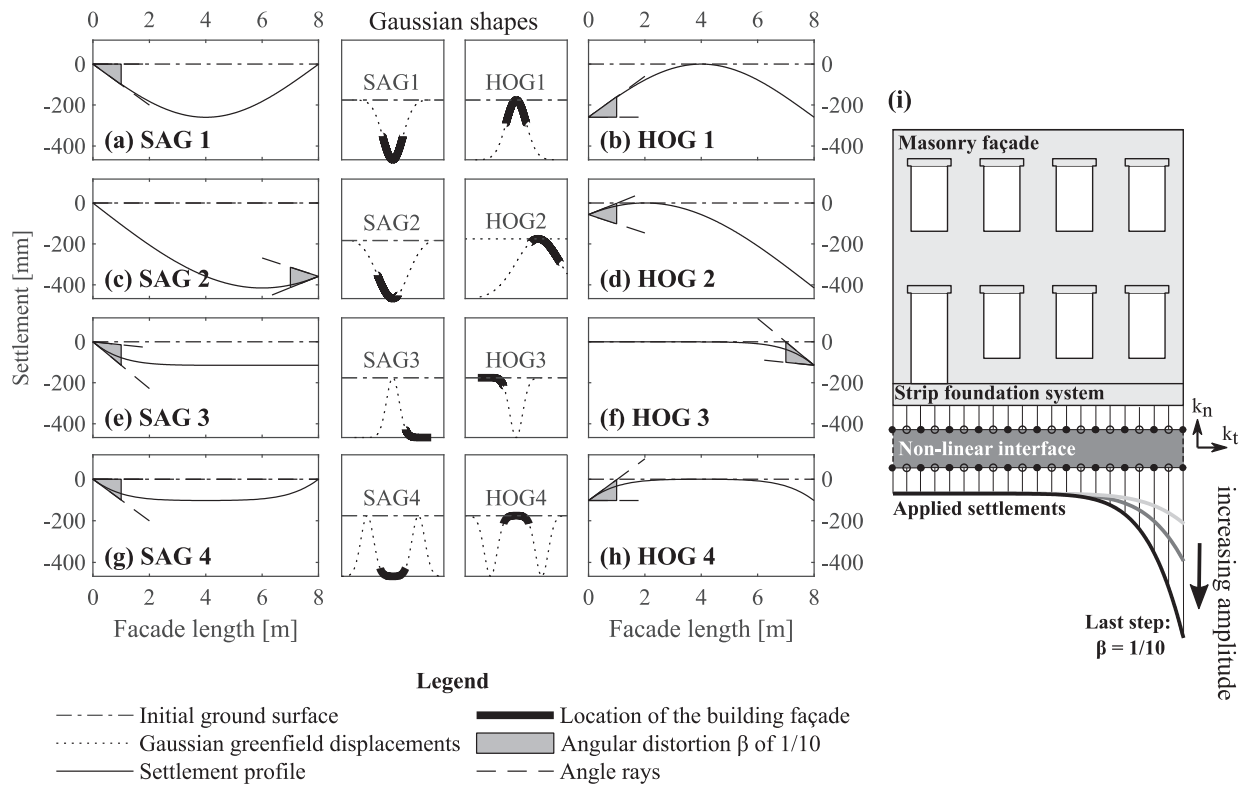 0 2 4 6 8
Gaussian shapes
0 2 4 6 8
0
-200
-400
(a) SAG 1
SAG1
HOG1
(b) HOG 1
0
-200
-400
0
-200
-400
(c) SAG 2
SAG2
HOG2
(d) HOG 2
0
-200
-400
0
-200
-400
(e) SAG 3
SAG3
HOG3
(f) HOG 3
0
-200
-400
0
-200
-400
(g) SAG 4
SAG4
HOG4
(h) HOG 4
0
-200
-400
Settlement [mm]
0 2 4 6 8
Facade length [m]
0 2 4 6 8
Facade length [m]
(i)
Masonry façade
Strip foundation system
kn
kt
Non-linear interface
Applied settlements
increasing amplitude
Last step:
β = 1/10
Legend
Initial ground surface
Gaussian greenfield displacements
Settlement profile
Location of the building façade
Angular distortion β of 1/10
Angle rays